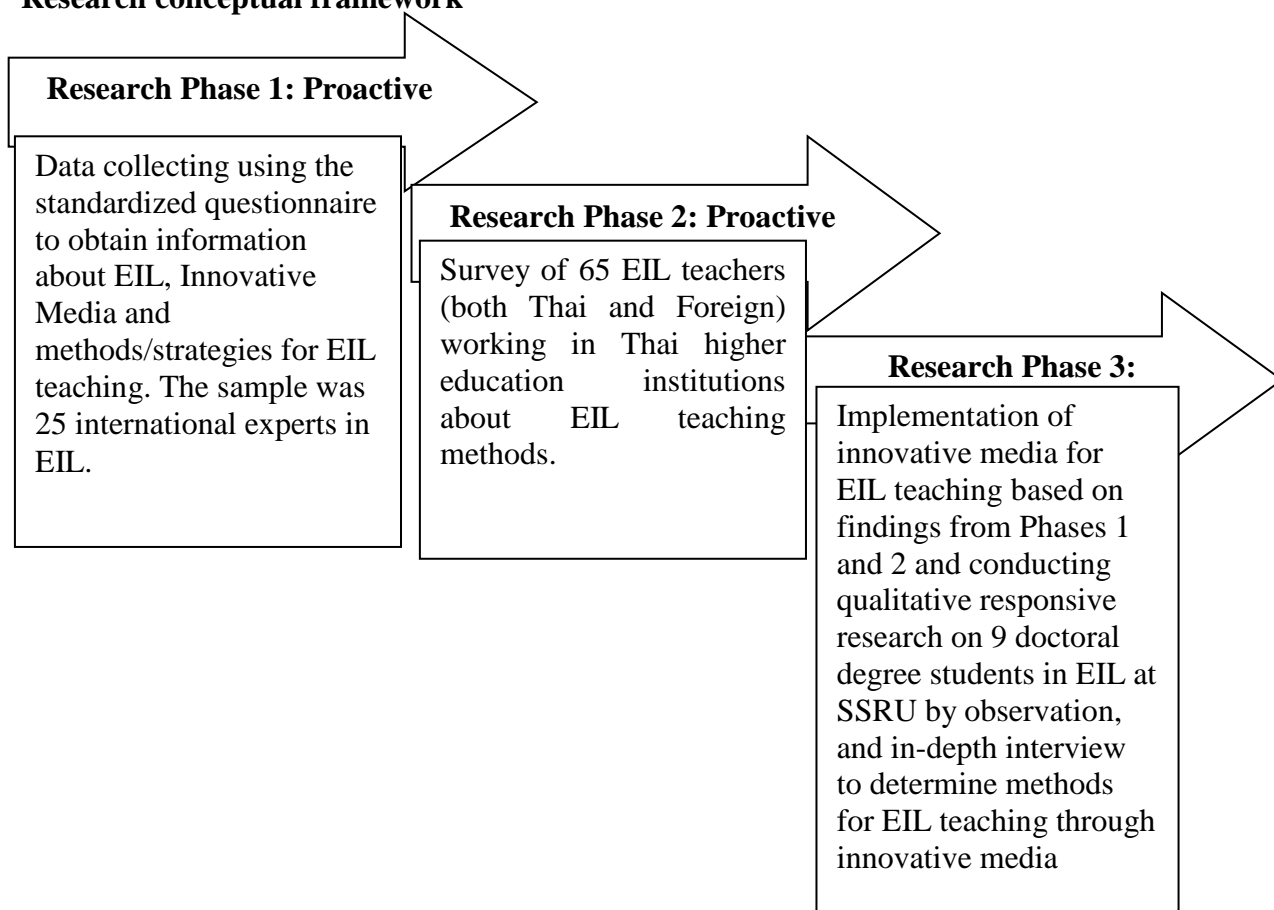 Research conceptual framework
Research Phase 1: Proactive
Data collecting using the
standardized questionnaire
to obtain information
about EIL, Innovative
Media and
methods/strategies for EIL
teaching. The sample was
25 international experts in
EIL.
Research Phase 2: Proactive
Survey of 65 EIL teachers
(both Thai and Foreign)
working in Thai higher
education institutions
about EIL teaching
methods.
Research Phase 3:
Implementation of
innovative media for
EIL teaching based on
findings from Phases 1
and 2 and conducting
qualitative responsive
research on 9 doctoral
degree students in EIL at
SSRU by observation,
and in-depth interview
to determine methods
for EIL teaching through
innovative media